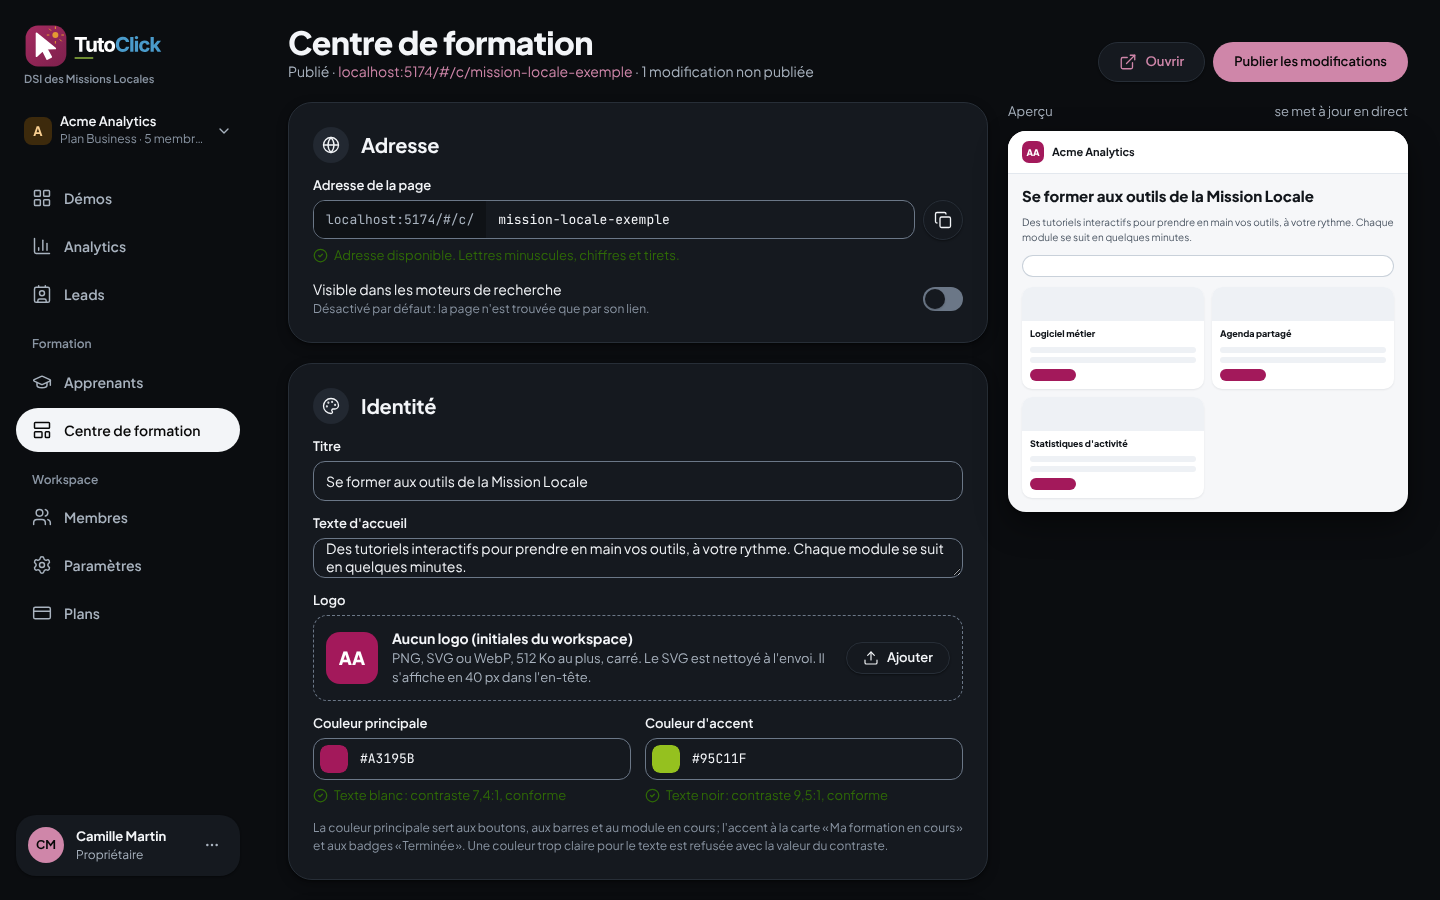 TutoClick
DSI des Missions Locales
A
Acme Analytics
Plan Business · 5 membr...
Démos
Analytics
Leads
Formation
Apprenants
Centre de formation
Workspace
Membres
Paramètres
Plans
CM
Camille Martin
Propriétaire
Centre de formation
Publié · localhost:5174/#/c/mission-locale-exemple · 1 modification non publiée
Ouvrir
Publier les modifications
Adresse
Adresse de la page
localhost:5174/#/c/ mission-locale-exemple
Adresse disponible. Lettres minuscules, chiffres et tirets.
Visible dans les moteurs de recherche
Désactivé par défaut : la page n'est trouvée que par son lien.
Identité
Titre
Se former aux outils de la Mission Locale
Texte d'accueil
Des tutoriels interactifs pour prendre en main vos outils, à votre rythme. Chaque module se suit
en quelques minutes.
Logo
AA
Aucun logo (initiales du workspace)
PNG, SVG ou WebP, 512 Ko au plus, carré. Le SVG est nettoyé à l'envoi. Il
s'affiche en 40 px dans l'en-tête.
Ajouter
Couleur principale
#A3195B
Texte blanc : contraste 7,4:1, conforme
Couleur d'accent
#95C11F
Texte noir : contraste 9,5:1, conforme
La couleur principale sert aux boutons, aux barres et au module en cours ; l'accent à la carte « Ma formation en cours »
et aux badges « Terminée ». Une couleur trop claire pour le texte est refusée avec la valeur du contraste.
Aperçu
se met à jour en direct
AA
Acme Analytics
Se former aux outils de la Mission Locale
Des tutoriels interactifs pour prendre en main vos outils, à votre rythme. Chaque
module se suit en quelques minutes.
Logiciel métier
Agenda partagé
Statistiques d'activité